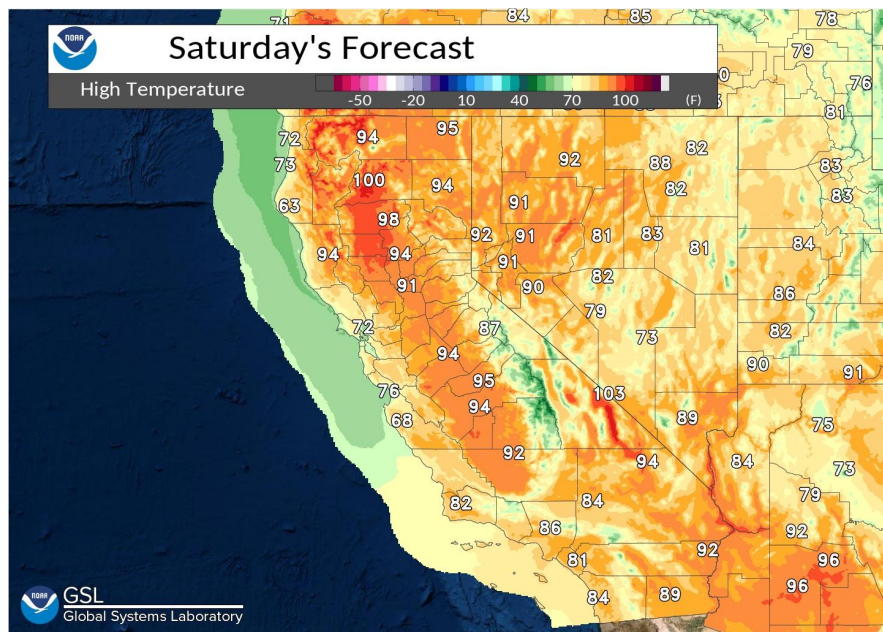 71 84 85 78
NOAA
Saturday's Forecast
79
High Temperature
-50 -20 10 40 70 100 (F)
76
81
72 94 95
82
73 92 88 83
100 94 82 83
63 91
98
92 91 81 83 84
94 94 91 81
91 90 82 86
79
72 87 73 82
94 90
95 91
76 103
94
68 89 75
92 94 84 73
82 84 79
86 92
81 92 96
84 89 96
NOAA
GSL
Global Systems Laboratory